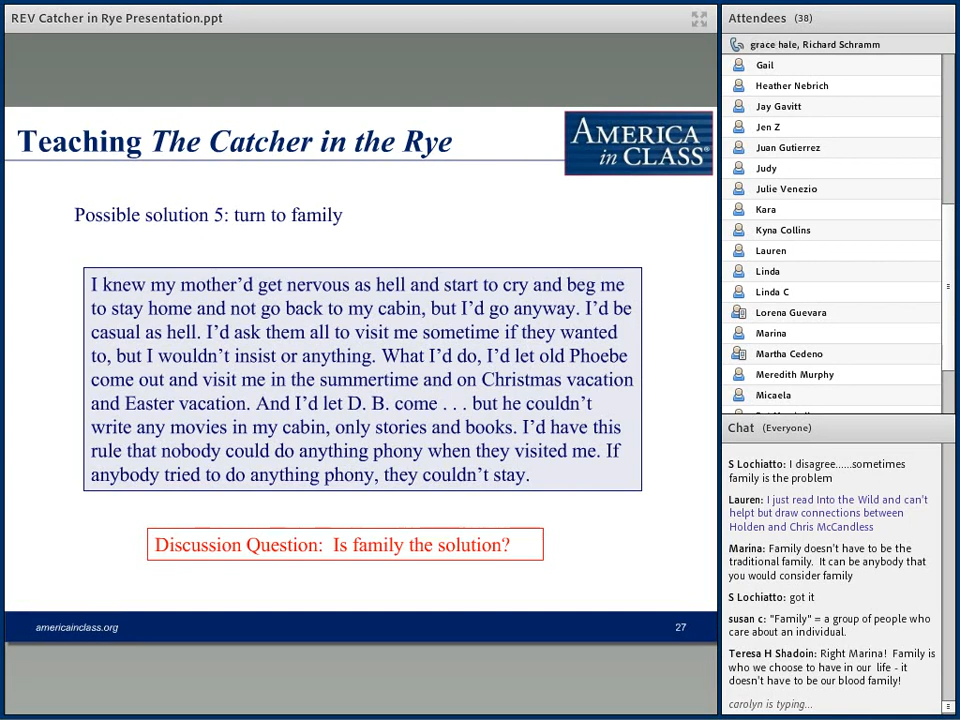 REV Catcher in Rye Presentation.ppt
Teaching The Catcher in the Rye
AMERICA
in CLASS®
Possible solution 5: turn to family
I knew my mother’d get nervous as hell and start to cry and beg me
to stay home and not go back to my cabin, but I’d go anyway. I’d be
casual as hell. I’d ask them all to visit me sometime if they wanted
to, but I wouldn’t insist or anything. What I’d do, I’d let old Phoebe
come out and visit me in the summertime and on Christmas vacation
and Easter vacation. And I’d let D. B. come . . . but he couldn’t
write any movies in my cabin, only stories and books. I’d have this
rule that nobody could do anything phony when they visited me. If
anybody tried to do anything phony, they couldn’t stay.
Discussion Question: Is family the solution?
americainclass.org
27
Attendees (38)
grace hale, Richard Schramm
Gail
Heather Nebrich
Jay Gavitt
Jen Z
Juan Gutierrez
Judy
Julie Venezio
Kara
Kyna Collins
Lauren
Linda
Linda C
Lorena Guevara
Marina
Martha Cedeno
Meredith Murphy
Micaela
Chat (Everyone)
S Lochiatto: I disagree......sometimes
family is the problem
Lauren: I just read Into the Wild and can't
helpt but draw connections between
Holden and Chris McCandless
Marina: Family doesn't have to be the
traditional family. It can be anybody that
you would consider family
S Lochiatto: got it
susan c: "Family" = a group of people who
care about an individual.
Teresa H Shadoin: Right Marina! Family is
who we choose to have in our life - it
doesn't have to be our blood family!
carolyn is typing...